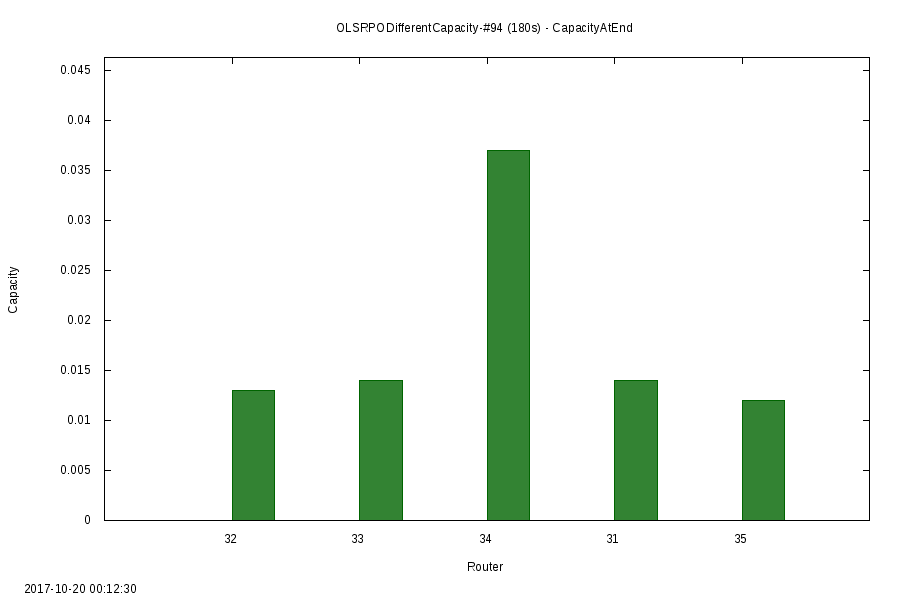 OLSRPODifferentCapacity-#94 (180s) - CapacityAtEnd
0.045
0.04
0.035
0.03
0.025
0.02
0.015
0.01
0.005
0
Capacity
32 33 34 31 35
Router
2017-10-20 00:12:30